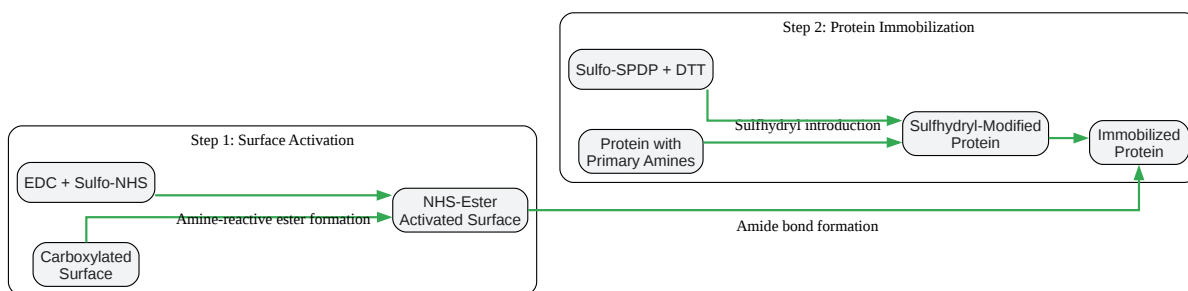 Step 1: Surface Activation
EDC + Sulfo-NHS
Carboxylated
Surface
Amine-reactive ester formation
NHS-Ester
Activated Surface
Step 2: Protein Immobilization
Sulfo-SPDP + DTT
Protein with
Primary Amines
Sulfhydryl introduction
Sulfhydryl-Modified
Protein
Immobilized
Protein
Amide bond formation